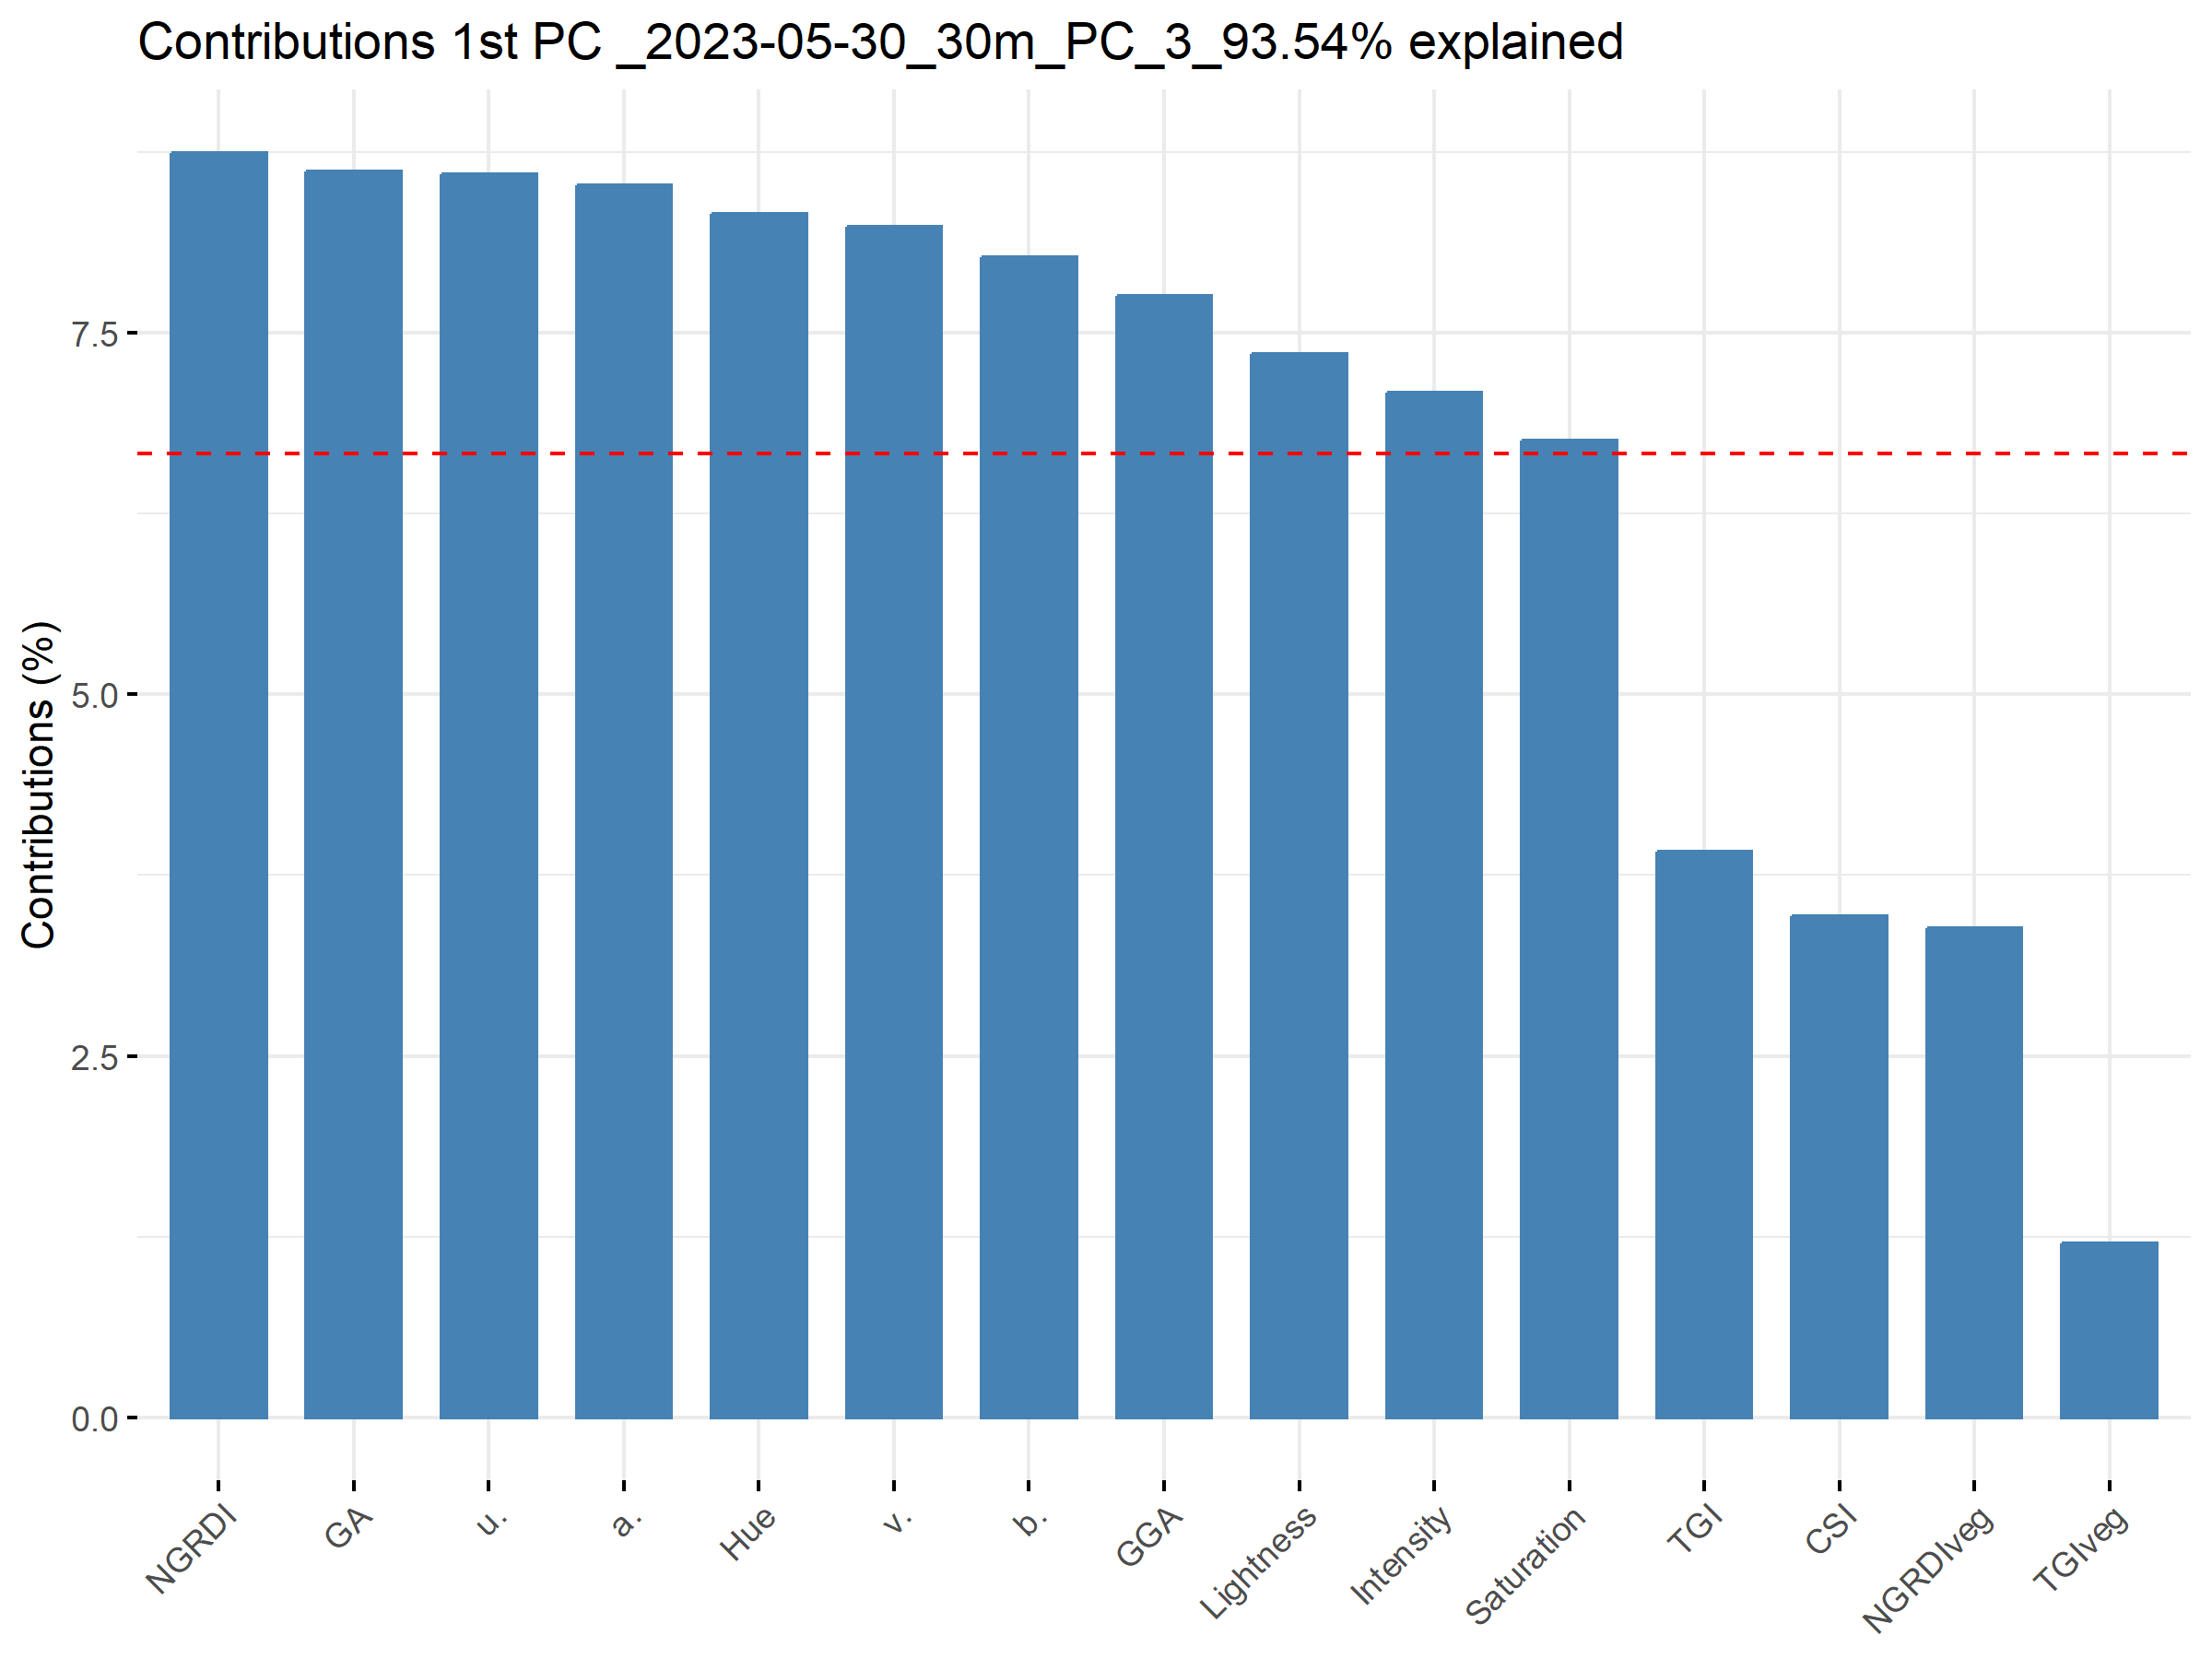 Contributions 1st PC _2023-05-30_30m_PC_3_93.54% explained
Contributions (%)
7.5
5.0
2.5
0.0
NGRDI
GA
u.
a.
Hue
v.
b.
GGA
Lightness
Intensity
Saturation
TGI
CSI
NGRDIveg
TGIveg